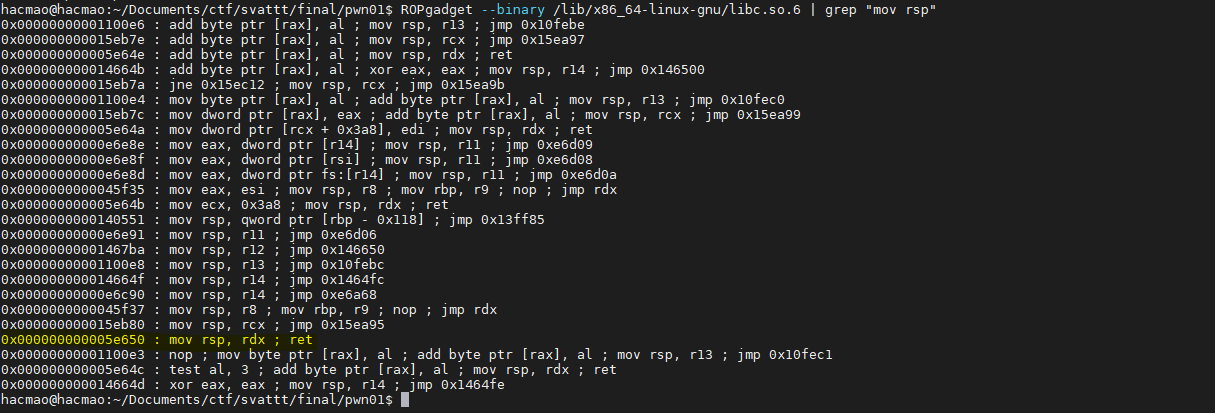 hacmao@hacmao:~/Documents/ctf/svattt/final/pwn01$ ROPgadget --binary /lib/x86_64-linux-gnu/libc.so.6 | grep "mov rsp"
0x00000000001100e6 : add byte ptr [rax], al ; mov rsp, r13 ; jmp 0x10febe
0x000000000015eb7e : add byte ptr [rax], al ; mov rsp, rcx ; jmp 0x15ea97
0x000000000005e64e : add byte ptr [rax], al ; mov rsp, rdx ; ret
0x000000000014664b : add byte ptr [rax], al ; xor eax, eax ; mov rsp, r14 ; jmp 0x146500
0x000000000015eb7a : jne 0x15ec12 ; mov rsp, rcx ; jmp 0x15ea9b
0x00000000001100e4 : mov byte ptr [rax], al ; add byte ptr [rax], al ; mov rsp, r13 ; jmp 0x10fec0
0x000000000015eb7c : mov dword ptr [rax], eax ; add byte ptr [rax], al ; mov rsp, rcx ; jmp 0x15ea99
0x000000000005e64a : mov dword ptr [rcx + 0x3a8], edi ; mov rsp, rdx ; ret
0x00000000000e6e8e : mov eax, dword ptr [r14] ; mov rsp, r11 ; jmp 0xe6d09
0x00000000000e6e8f : mov eax, dword ptr [rsi] ; mov rsp, r11 ; jmp 0xe6d08
0x00000000000e6e8d : mov eax, dword ptr fs:[r14] ; mov rsp, r11 ; jmp 0xe6d0a
0x0000000000045f35 : mov eax, esi ; mov rsp, r8 ; mov rbp, r9 ; nop ; jmp rdx
0x000000000005e64b : mov ecx, 0x3a8 ; mov rsp, rdx ; ret
0x0000000000140551 : mov rsp, qword ptr [rbp - 0x118] ; jmp 0x13ff85
0x00000000000e6e91 : mov rsp, r11 ; jmp 0xe6d06
0x00000000001467ba : mov rsp, r12 ; jmp 0x146650
0x00000000001100e8 : mov rsp, r13 ; jmp 0x10febc
0x000000000014664f : mov rsp, r14 ; jmp 0x1464fc
0x00000000000e6c90 : mov rsp, r14 ; jmp 0xe6a68
0x0000000000045f37 : mov rsp, r8 ; mov rbp, r9 ; nop ; jmp rdx
0x000000000015eb80 : mov rsp, rcx ; jmp 0x15ea95
0x000000000005e650 : mov rsp, rdx ; ret
0x00000000001100e3 : nop ; mov byte ptr [rax], al ; add byte ptr [rax], al ; mov rsp, r13 ; jmp 0x10fec1
0x000000000005e64c : test al, 3 ; add byte ptr [rax], al ; mov rsp, rdx ; ret
0x000000000014664d : xor eax, eax ; mov rsp, r14 ; jmp 0x1464fe
hacmao@hacmao:~/Documents/ctf/svattt/final/pwn01$